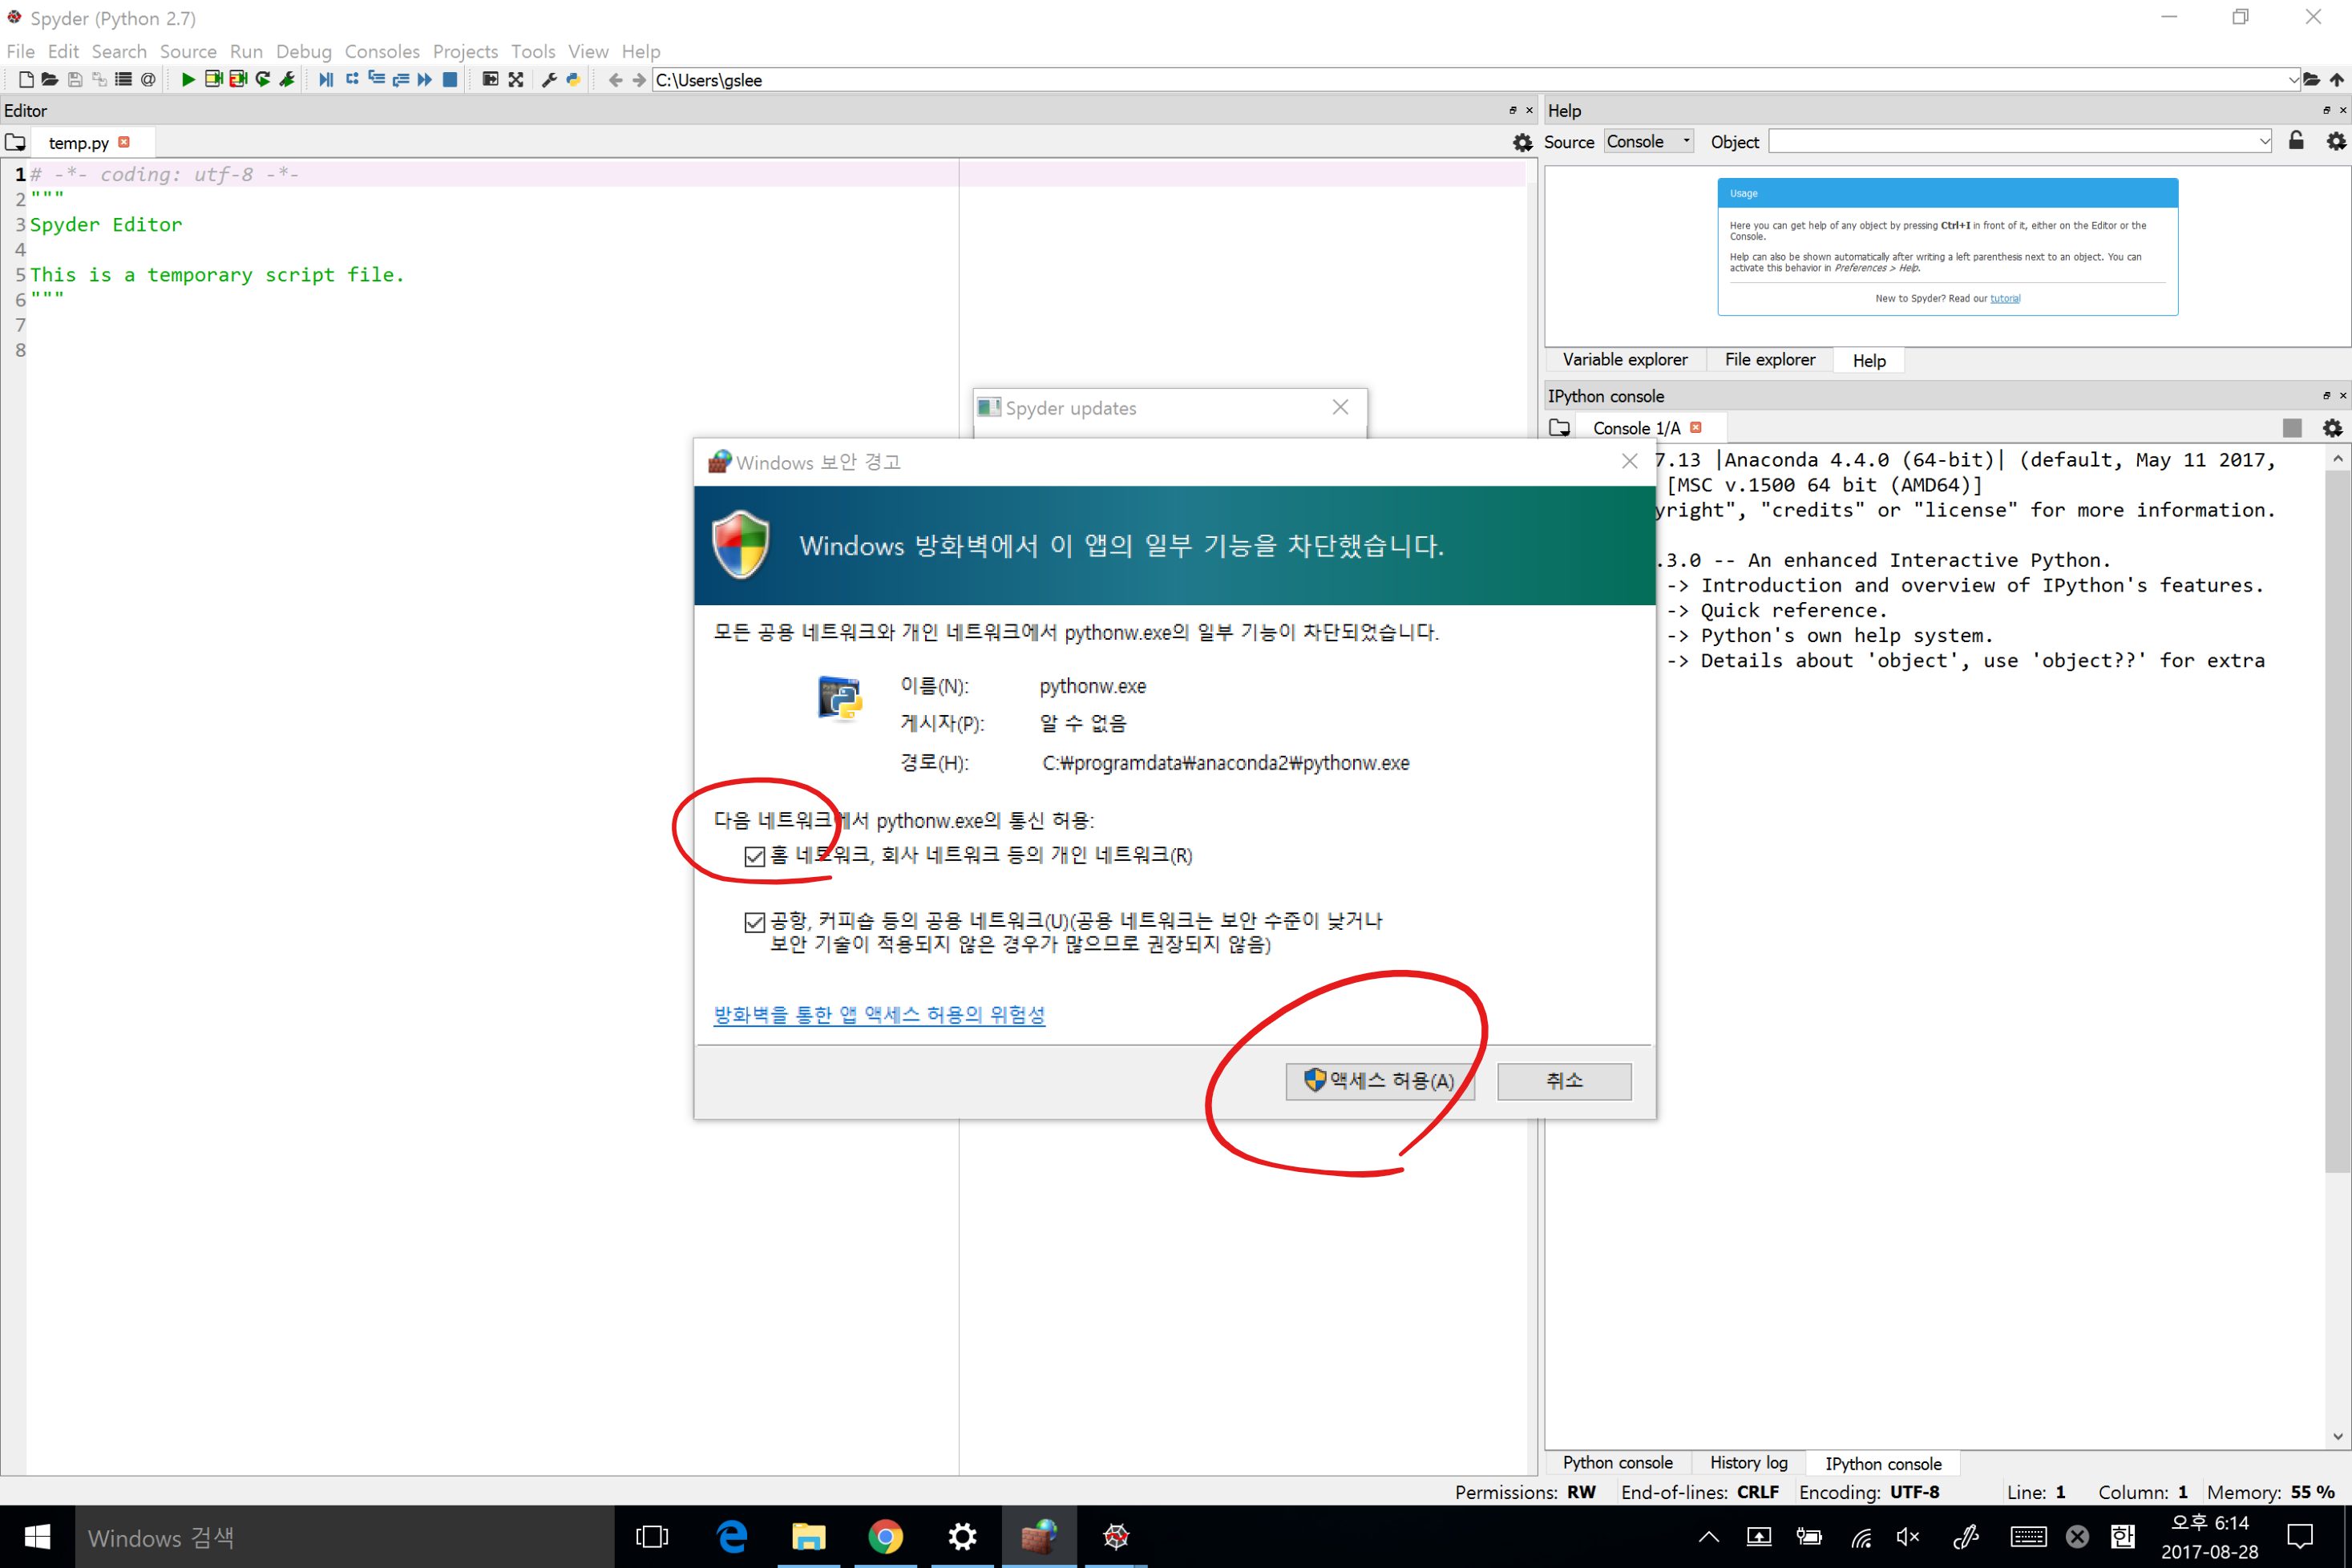 Spyder (Python 2.7)
File Edit Search Source Run Debug Consoles Projects Tools View Help
C:\Users\gslee
Editor
temp.py
1 # -*- coding: utf-8 -*-
2 """
3 Spyder Editor
4
5 This is a temporary script file.
6 """
7
8
Help
Source Console Object
Usage
Here you can get help of any object by pressing Ctrl+I in front of it, either on the Editor or the
Console.
Help can also be shown automatically after writing a left parenthesis next to an object. You can
activate this behavior in Preferences > Help.
New to Spyder? Read our tutorial
Variable explorer File explorer Help
IPython console
Console 1/A
7.13 |Anaconda 4.4.0 (64-bit)| (default, May 11 2017,
[MSC v.1500 64 bit (AMD64)]
yright", "credits" or "license" for more information.
.3.0 -- An enhanced Interactive Python.
-> Introduction and overview of IPython's features.
-> Quick reference.
-> Python's own help system.
-> Details about 'object', use 'object??' for extra
Spyder updates
Windows 보안 경고
Windows 방화벽에서 이 앱의 일부 기능을 차단했습니다.
모든 공용 네트워크와 개인 네트워크에서 pythonw.exe의 일부 기능이 차단되었습니다.
이름(N): pythonw.exe
게시자(P): 알 수 없음
경로(H): C:₩programdata₩anaconda2₩pythonw.exe
다음 네트워크에서 pythonw.exe의 통신 허용:
홈 네트워크, 회사 네트워크 등의 개인 네트워크(R)
공항, 커피숍 등의 공용 네트워크(U)(공용 네트워크는 보안 수준이 낮거나
보안 기술이 적용되지 않은 경우가 많으므로 권장되지 않음)
방화벽을 통한 앱 액세스 허용의 위험성
액세스 허용(A) 취소
Python console History log IPython console
Permissions: RW End-of-lines: CRLF Encoding: UTF-8 Line: 1 Column: 1 Memory: 55 %
Windows 검색
한
오후 6:14
2017-08-28